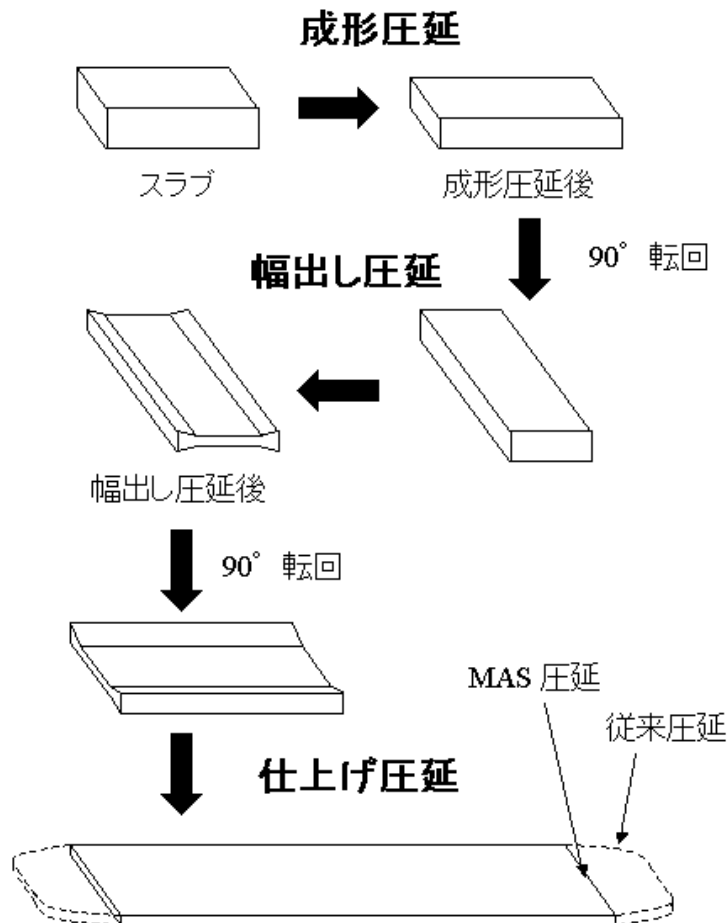 成形圧延
スラブ
成形圧延後
90° 転回
幅出し圧延
幅出し圧延後
90° 転回
MAS 圧延
従来圧延
仕上げ圧延